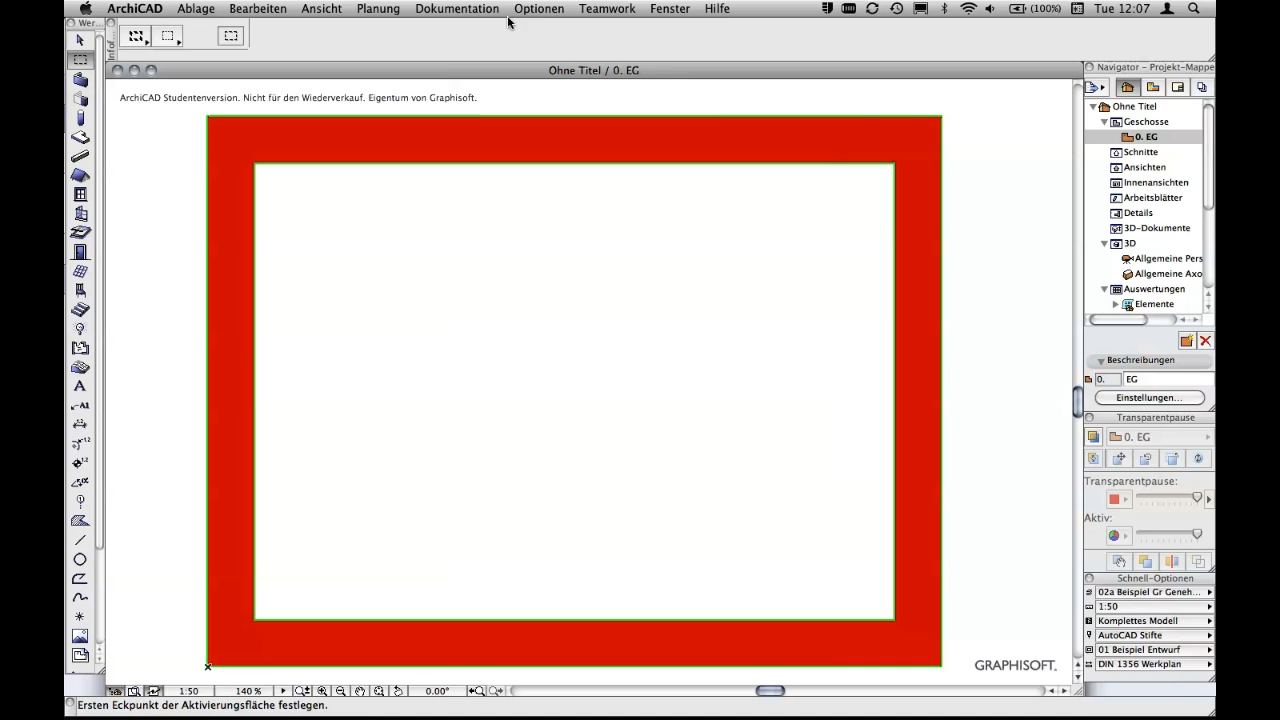 ArchiCAD Ablage Bearbeiten Ansicht Planung Dokumentation Optionen Teamwork Fenster Hilfe (100%) Tue 12:07
Wer...
Infof...
Ohne Titel / 0. EG
Navigator - Projekt-Mappe
ArchiCAD Studentenversion. Nicht für den Wiederverkauf. Eigentum von Graphisoft.
Ohne Titel
Geschosse
0. EG
Schnitte
Ansichten
Innenansichten
Arbeitsblätter
Details
3D-Dokumente
3D
Allgemeine Pers
Allgemeine Axo
Auswertungen
Elemente
Beschreibungen
0. EG
Einstellungen...
Transparentpause
0. EG
Transparentpause:
Aktiv:
Schnell-Optionen
02a Beispiel Gr Geneh...
1:50
Komplettes Modell
AutoCAD Stifte
01 Beispiel Entwurf
DIN 1356 Werkplan
A
A1
GRAPHISOFT.
1:50 140 % 0.00°
Ersten Eckpunkt der Aktivierungsfläche festlegen.